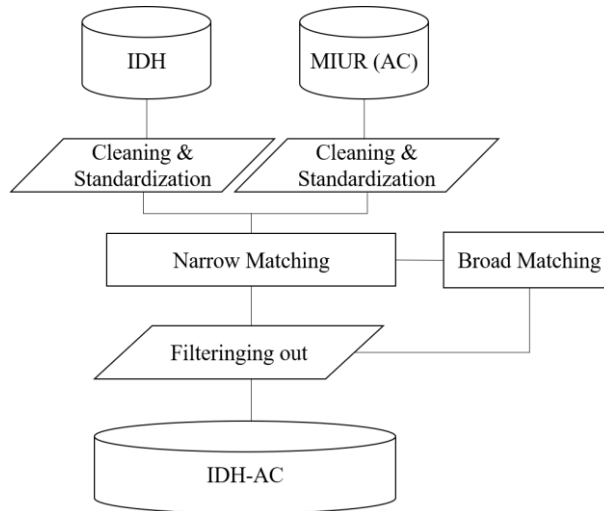 IDH
MIUR (AC)
Cleaning &
Standardization
Cleaning &
Standardization
Narrow Matching
Broad Matching
Filteringing out
IDH-AC